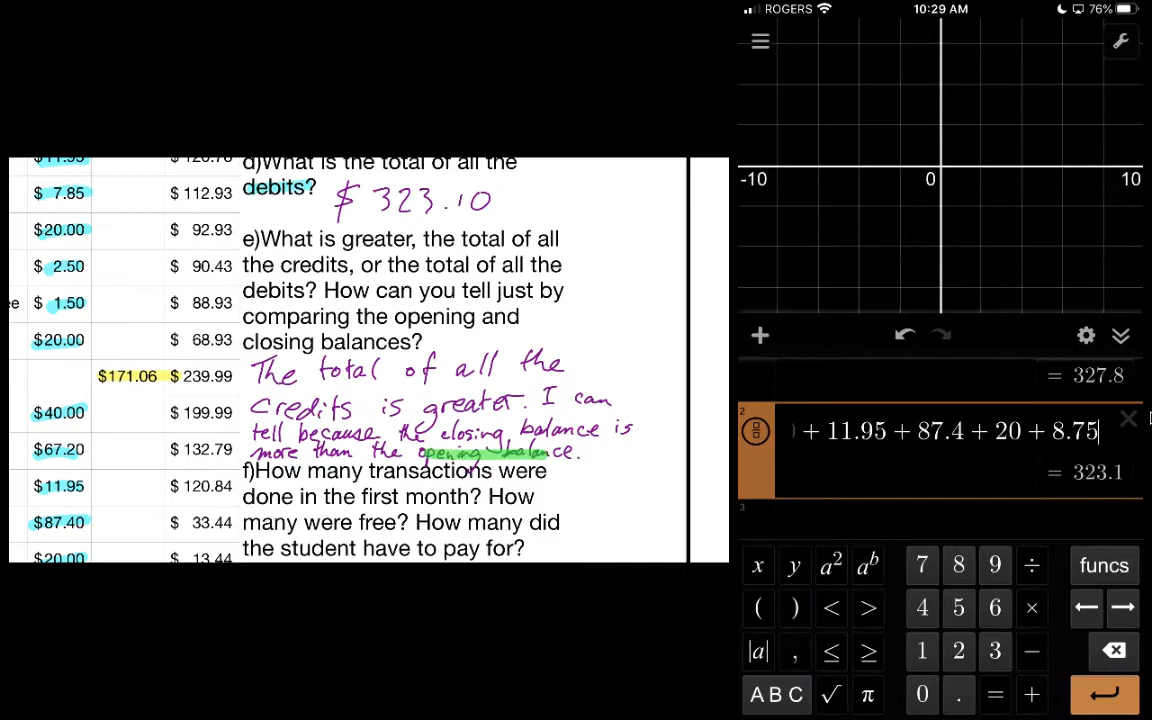 ROGERS 10:29 AM 76%
$11.95 $ 120.78 d)What is the total of all the
$ 7.85 $ 112.93 debits? $ 323.10
$20.00 $ 92.93
e)What is greater, the total of all
$ 2.50 $ 90.43 the credits, or the total of all the
debits? How can you tell just by
ee $ 1.50 $ 88.93
comparing the opening and
$20.00 $ 68.93 closing balances?
$171.06 $ 239.99 The total of all the
$40.00 $ 199.99 credits is greater. I can
tell because the closing balance is
$67.20 $ 132.79 more than the opening balance.
f)How many transactions were
$11.95 $ 120.84 done in the first month? How
$87.40 $ 33.44 many were free? How many did
$20.00 $ 13.44 the student have to pay for?
-10 0 10
= 327.8
2
) + 11.95 + 87.4 + 20 + 8.75
= 323.1
3
x y a² aᵇ 7 8 9 ÷ funcs
( ) < > 4 5 6 × ← →
|a| , ≤ ≥ 1 2 3 −
A B C √ π 0 . = +